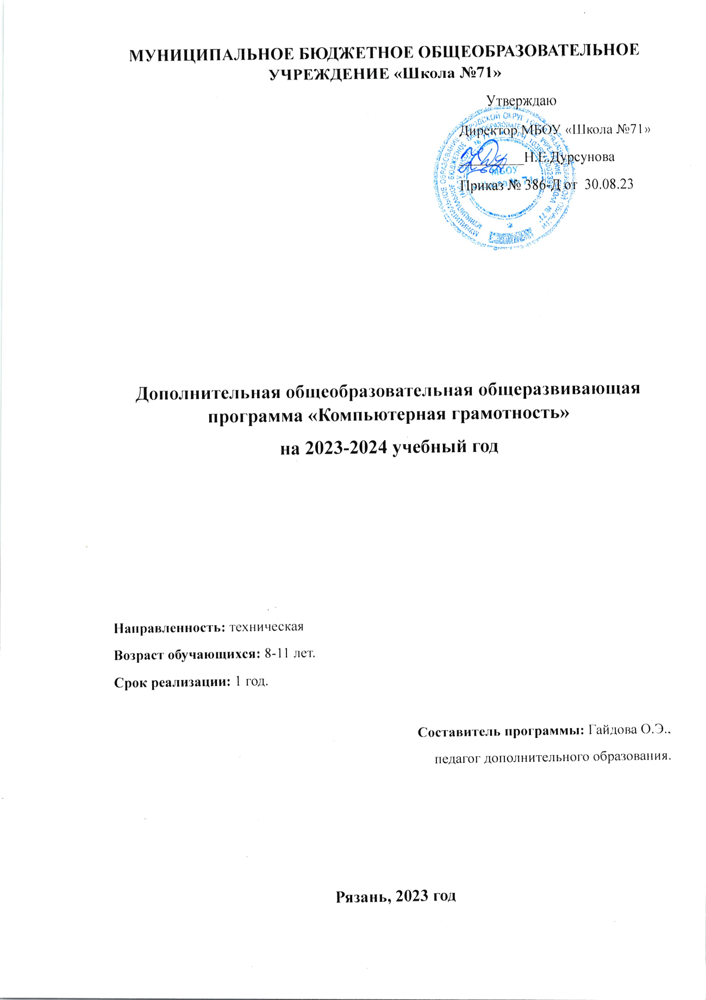 МУНИЦИПАЛЬНОЕ БЮДЖЕТНОЕ ОБЩЕОБРАЗОВАТЕЛЬНОЕ
УЧРЕЖДЕНИЕ «Школа №71»
Утверждаю
Директор МБОУ «Школа №71»
Н.Е.Дурсунова
Приказ № 386-Д от 30.08.23
МБОУ
Дополнительная общеобразовательная общеразвивающая
программа «Компьютерная грамотность»
на 2023-2024 учебный год
Направленность: техническая
Возраст обучающихся: 8-11 лет.
Срок реализации: 1 год.
Составитель программы: Гайдова О.Э.,
педагог дополнительного образования.
Рязань, 2023 год